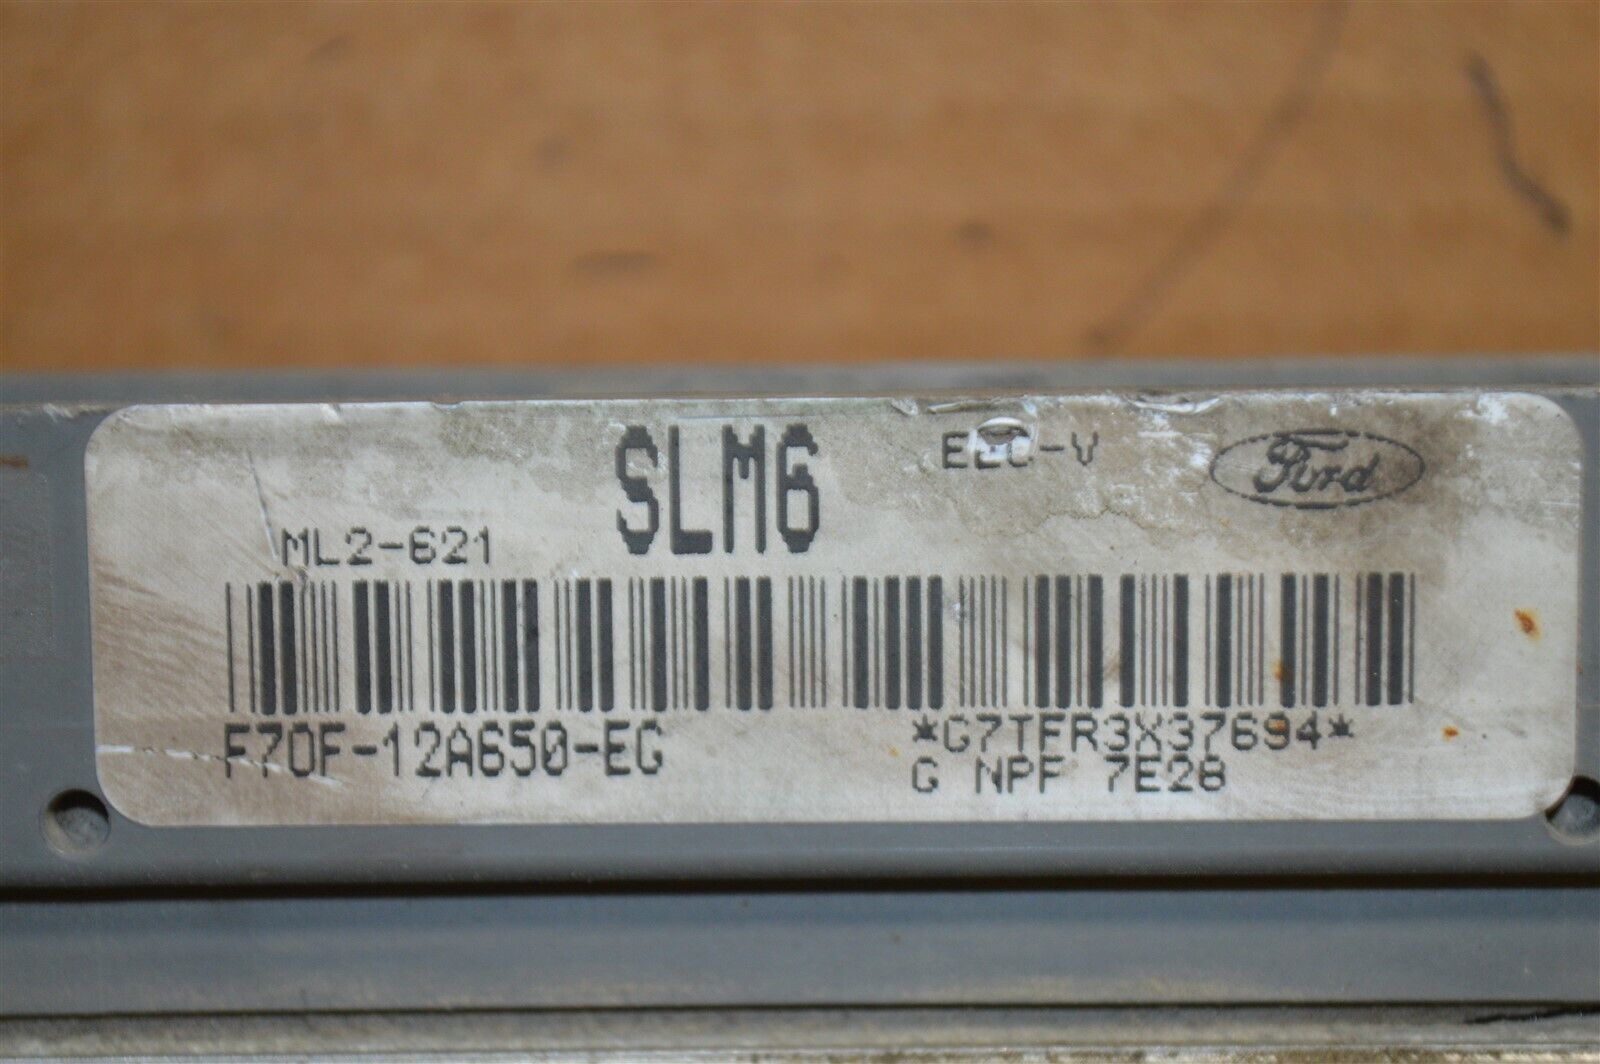 SLM6
EEC-V
Ford
ML2-621
F7OF-12A650-EG
*G7TFR3X37694*
G NPF 7E28